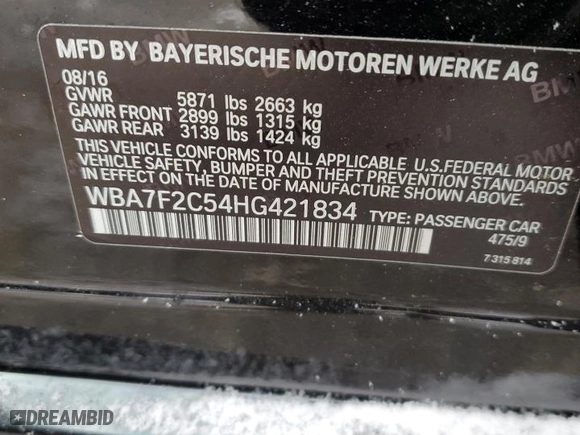 MFD BY BAYERISCHE MOTOREN WERKE AG
08/16
GVWR 5871 lbs 2663 kg
GAWR FRONT 2899 lbs 1315 kg
GAWR REAR 3139 lbs 1424 kg
THIS VEHICLE CONFORMS TO ALL APPLICABLE U.S.FEDERAL MOTOR
VEHICLE SAFETY, BUMPER AND THEFT PREVENTION STANDARDS
IN EFFECT ON THE DATE OF MANUFACTURE SHOWN ABOVE.
WBA7F2C54HG421834 TYPE: PASSENGER CAR
475/9
7 315 814
BMW
DREAMBID